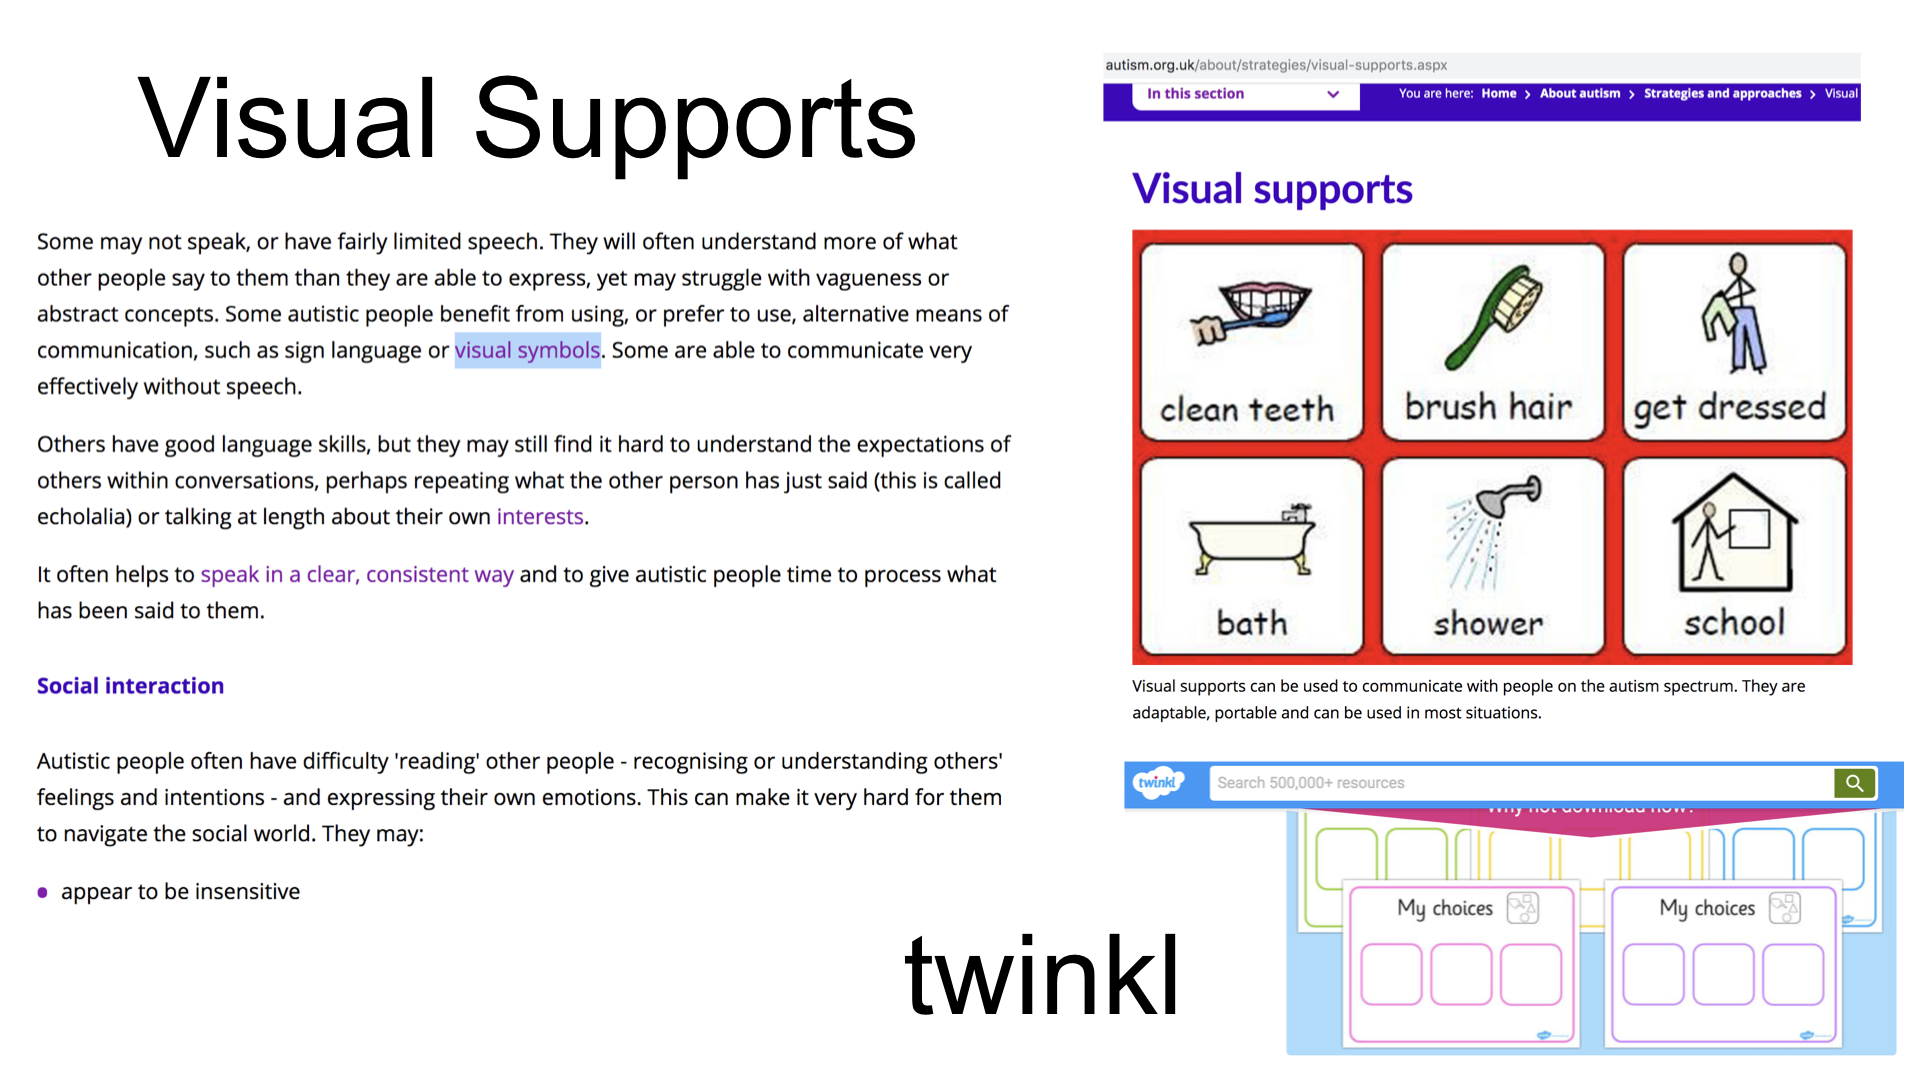 Visual Supports
Some may not speak, or have fairly limited speech. They will often understand more of what
other people say to them than they are able to express, yet may struggle with vagueness or
abstract concepts. Some autistic people benefit from using, or prefer to use, alternative means of
communication, such as sign language or visual symbols. Some are able to communicate very
effectively without speech.
Others have good language skills, but they may still find it hard to understand the expectations of
others within conversations, perhaps repeating what the other person has just said (this is called
echolalia) or talking at length about their own interests.
It often helps to speak in a clear, consistent way and to give autistic people time to process what
has been said to them.
Social interaction
Autistic people often have difficulty 'reading' other people - recognising or understanding others'
feelings and intentions - and expressing their own emotions. This can make it very hard for them
to navigate the social world. They may:
• appear to be insensitive
autism.org.uk/about/strategies/visual-supports.aspx
In this section
You are here: Home > About autism > Strategies and approaches > Visual
Visual supports
clean teeth
brush hair
get dressed
bath
shower
school
Visual supports can be used to communicate with people on the autism spectrum. They are
adaptable, portable and can be used in most situations.
twinkl
Search 500,000+ resources
Why not download now?
My choices
My choices
twinkl